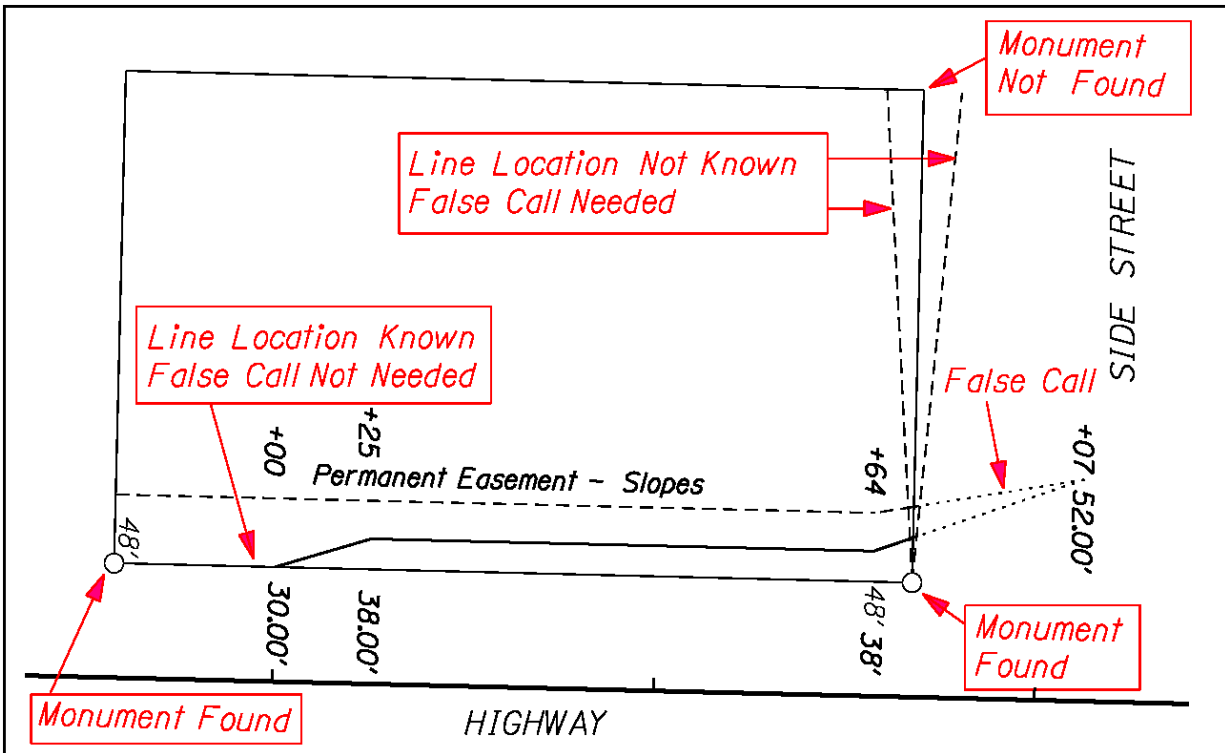 Monument
Not Found
Line Location Not Known
False Call Needed
SIDE STREET
Line Location Known
False Call Not Needed
False Call
+00
+25
+64
+07
52.00'
Permanent Easement - Slopes
48'
30.00'
38.00'
48'
38'
Monument
Found
Monument Found
HIGHWAY